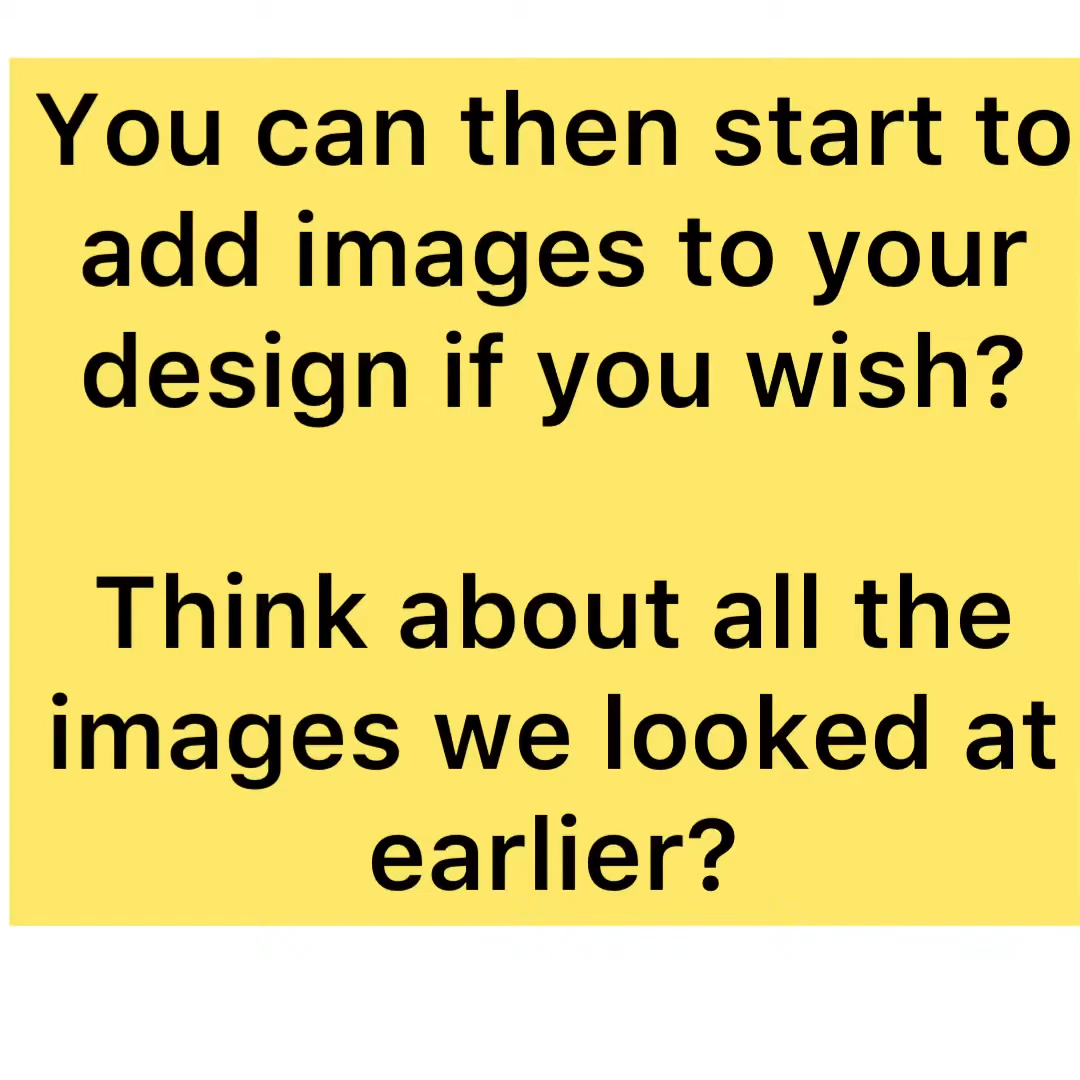 You can then start to
add images to your
design if you wish?
Think about all the
images we looked at
earlier?